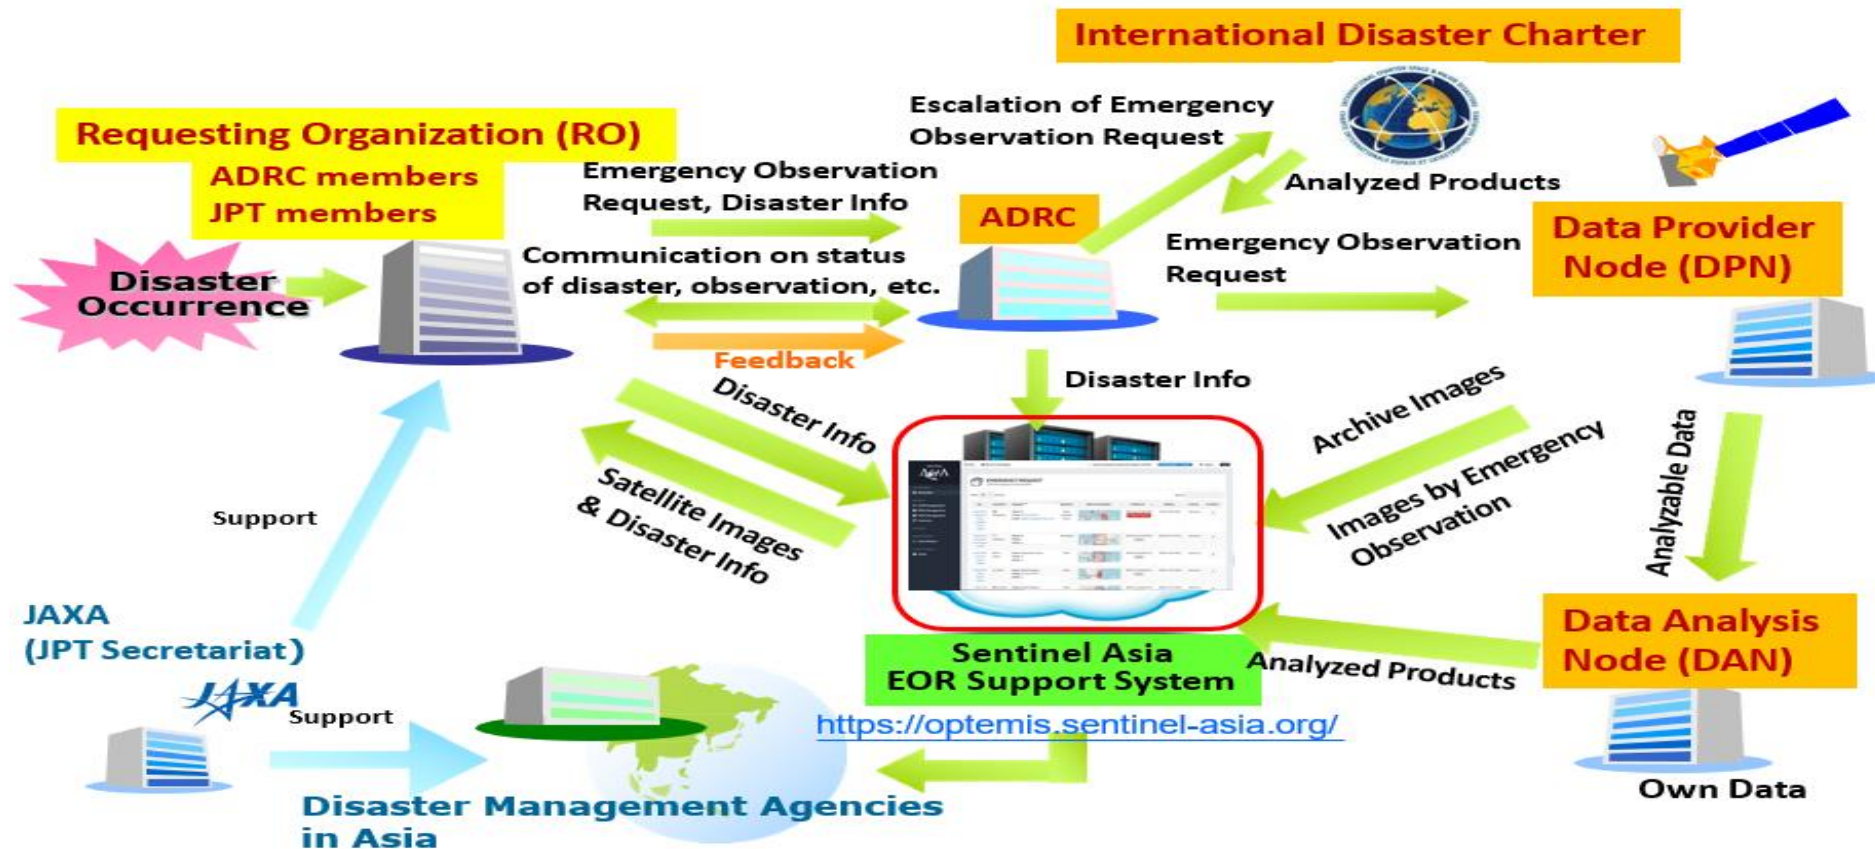 International Disaster Charter
Escalation of Emergency
Observation Request
Analyzed Products
Requesting Organization (RO)
ADRC members
JPT members
Emergency Observation
Request, Disaster Info
ADRC
Data Provider
Node (DPN)
Emergency Observation
Request
Disaster
Occurrence
Communication on status
of disaster, observation, etc.
Feedback
Disaster Info
Disaster Info
Archive Images
Images by Emergency
Observation
Analyzable Data
Satellite Images
& Disaster Info
Support
EMERGENCY REQUEST
JAXA
(JPT Secretariat)
JAXA
Support
Sentinel Asia
EOR Support System
https://optemis.sentinel-asia.org/
Analyzed Products
Data Analysis
Node (DAN)
Own Data
Disaster Management Agencies
in Asia